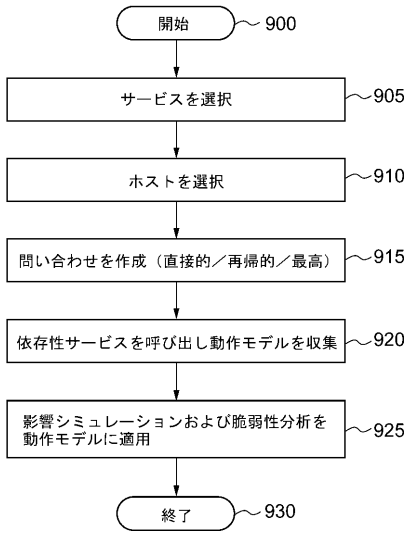 開始
900
サービスを選択
905
ホストを選択
910
問い合わせを作成（直接的／再帰的／最高）
915
依存性サービスを呼び出し動作モデルを収集
920
影響シミュレーションおよび脆弱性分析を
動作モデルに適用
925
終了
930